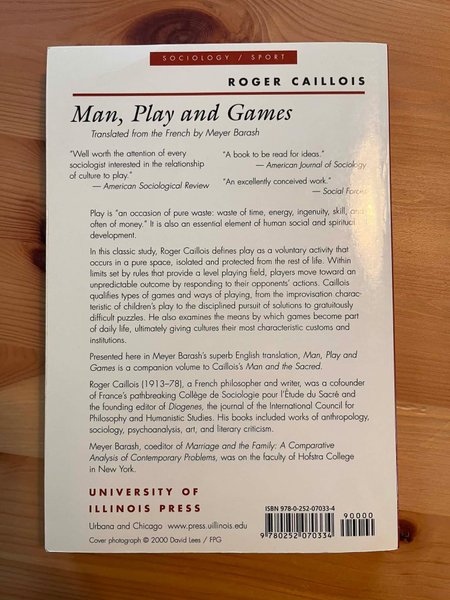 SOCIOLOGY / SPORT
ROGER CAILLOIS
Man, Play and Games
Translated from the French by Meyer Barash
"Well worth the attention of every
sociologist interested in the relationship
of culture to play."
— American Sociological Review
"A book to be read for ideas."
— American Journal of Sociology
"An excellently conceived work."
— Social Forces
Play is "an occasion of pure waste: waste of time, energy, ingenuity, skill, and
often of money." It is also an essential element of human social and spiritual
development.
In this classic study, Roger Caillois defines play as a voluntary activity that
occurs in a pure space, isolated and protected from the rest of life. Within
limits set by rules that provide a level playing field, players move toward an
unpredictable outcome by responding to their opponents' actions. Caillois
qualifies types of games and ways of playing, from the improvisation charac-
teristic of children's play to the disciplined pursuit of solutions to gratuitously
difficult puzzles. He also examines the means by which games become part
of daily life, ultimately giving cultures their most characteristic customs and
institutions.
Presented here in Meyer Barash's superb English translation, Man, Play and
Games is a companion volume to Caillois's Man and the Sacred.
Roger Caillois (1913–78), a French philosopher and writer, was a cofounder
of France's pathbreaking Collège de Sociologie pour l'Étude du Sacré and
the founding editor of Diogenes, the journal of the International Council for
Philosophy and Humanistic Studies. His books included works of anthropology,
sociology, psychoanalysis, art, and literary criticism.
Meyer Barash, coeditor of Marriage and the Family: A Comparative
Analysis of Contemporary Problems, was on the faculty of Hofstra College
in New York.
UNIVERSITY OF
ILLINOIS PRESS
Urbana and Chicago www.press.uillinois.edu
Cover photograph © 2000 David Lees / FPG
ISBN 978-0-252-07033-4
90000
9 780252 070334